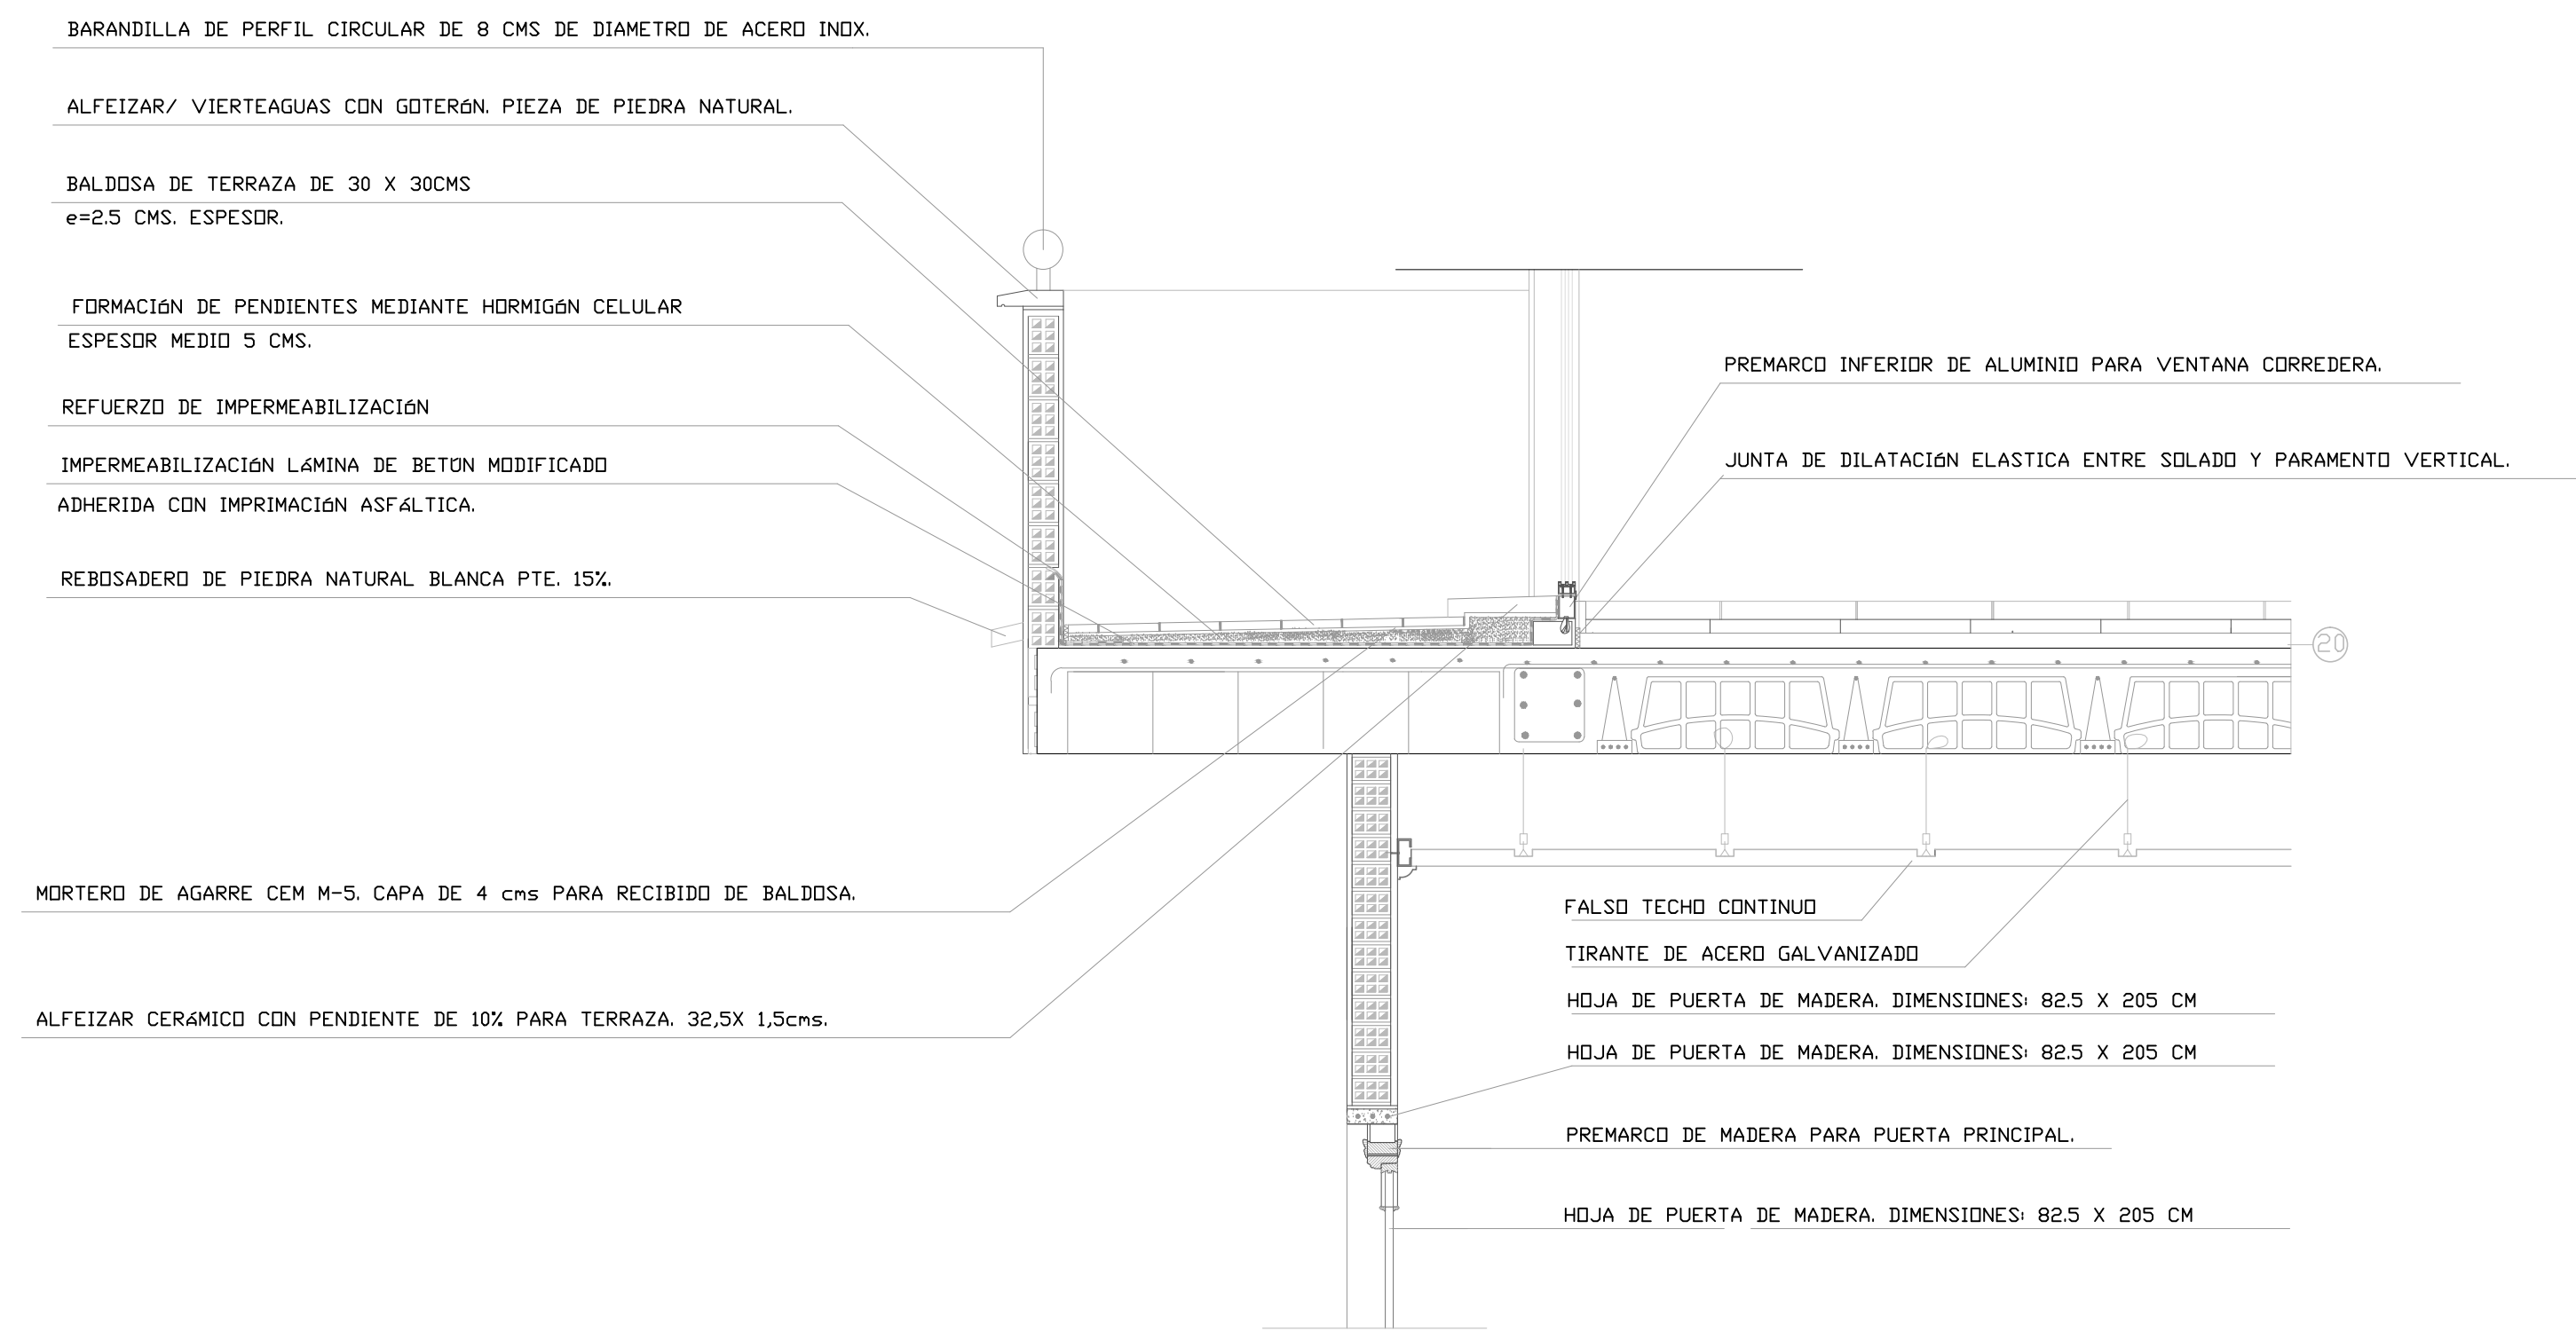 BARANDILLA DE PERFIL CIRCULAR DE 8 CMS DE DIAMETRO DE ACERO INOX.
ALFEIZAR/ VIERTEAGUAS CON GOTERóN. PIEZA DE PIEDRA NATURAL.
BALDOSA DE TERRAZA DE 30 X 30CMS
e=2.5 CMS. ESPESOR.
FORMACIóN DE PENDIENTES MEDIANTE HORMIGóN CELULAR
ESPESOR MEDIO 5 CMS.
REFUERZO DE IMPERMEABILIZACIóN
IMPERMEABILIZACIóN LáMINA DE BETÚN MODIFICADO
ADHERIDA CON IMPRIMACIóN ASFáLTICA.
REBOSADERO DE PIEDRA NATURAL BLANCA PTE. 15%.
MORTERO DE AGARRE CEM M-5. CAPA DE 4 cms PARA RECIBIDO DE BALDOSA.
ALFEIZAR CERáMICO CON PENDIENTE DE 10% PARA TERRAZA. 32,5X 1,5cms.
PREMARCO INFERIOR DE ALUMINIO PARA VENTANA CORREDERA.
JUNTA DE DILATACIóN ELASTICA ENTRE SOLADO Y PARAMENTO VERTICAL.
20
FALSO TECHO CONTINUO
TIRANTE DE ACERO GALVANIZADO
HOJA DE PUERTA DE MADERA. DIMENSIONES: 82.5 X 205 CM
HOJA DE PUERTA DE MADERA. DIMENSIONES: 82.5 X 205 CM
PREMARCO DE MADERA PARA PUERTA PRINCIPAL.
HOJA DE PUERTA DE MADERA. DIMENSIONES: 82.5 X 205 CM